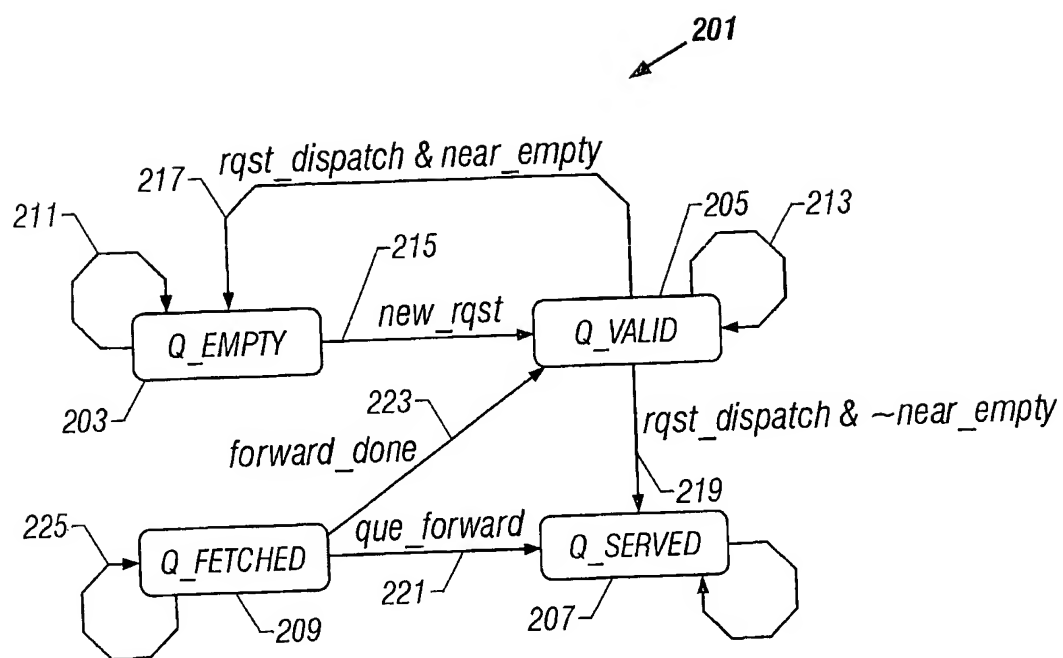 201
rqst_dispatch & near_empty
217
211
205
213
215
new_rqst
Q_EMPTY
Q_VALID
203
223
rqst_dispatch & ~near_empty
forward_done
219
225
que_forward
Q_FETCHED
Q_SERVED
221
209
207